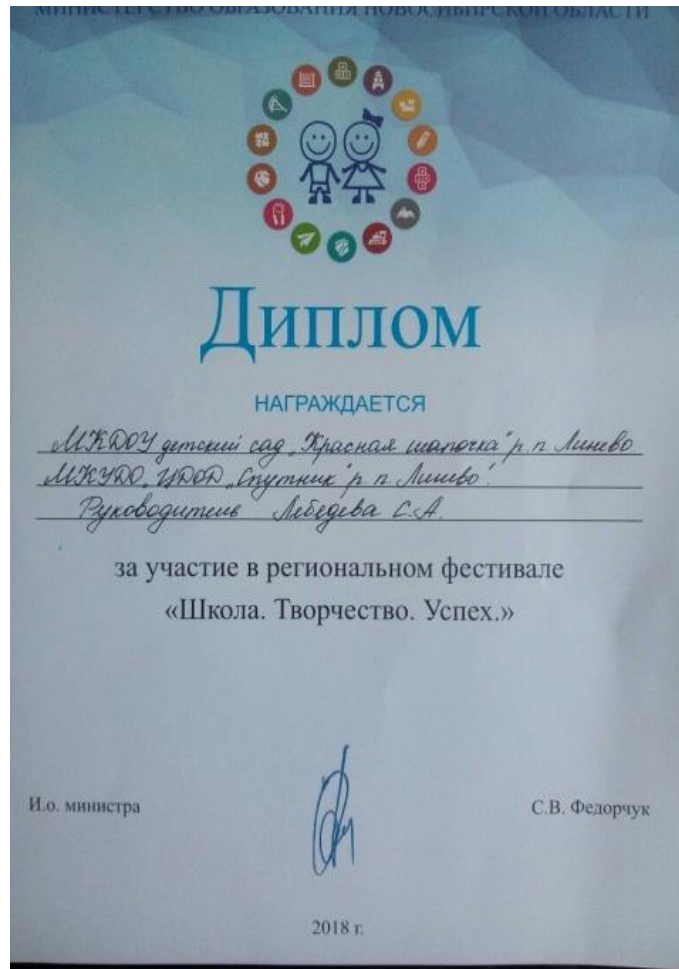 МИНИСТЕРСТВО ОБРАЗОВАНИЯ НОВОСИБИРСКОЙ ОБЛАСТИ
Диплом
НАГРАЖДАЕТСЯ
МКДОУ детский сад „Красная шапочка" р.п. Линево
МКУДО „ЦДОД „Спутник" р.п. Линево".
Руководитель Лебедева С.А.
за участие в региональном фестивале
«Школа. Творчество. Успех.»
И.о. министра
С.В. Федорчук
2018 г.